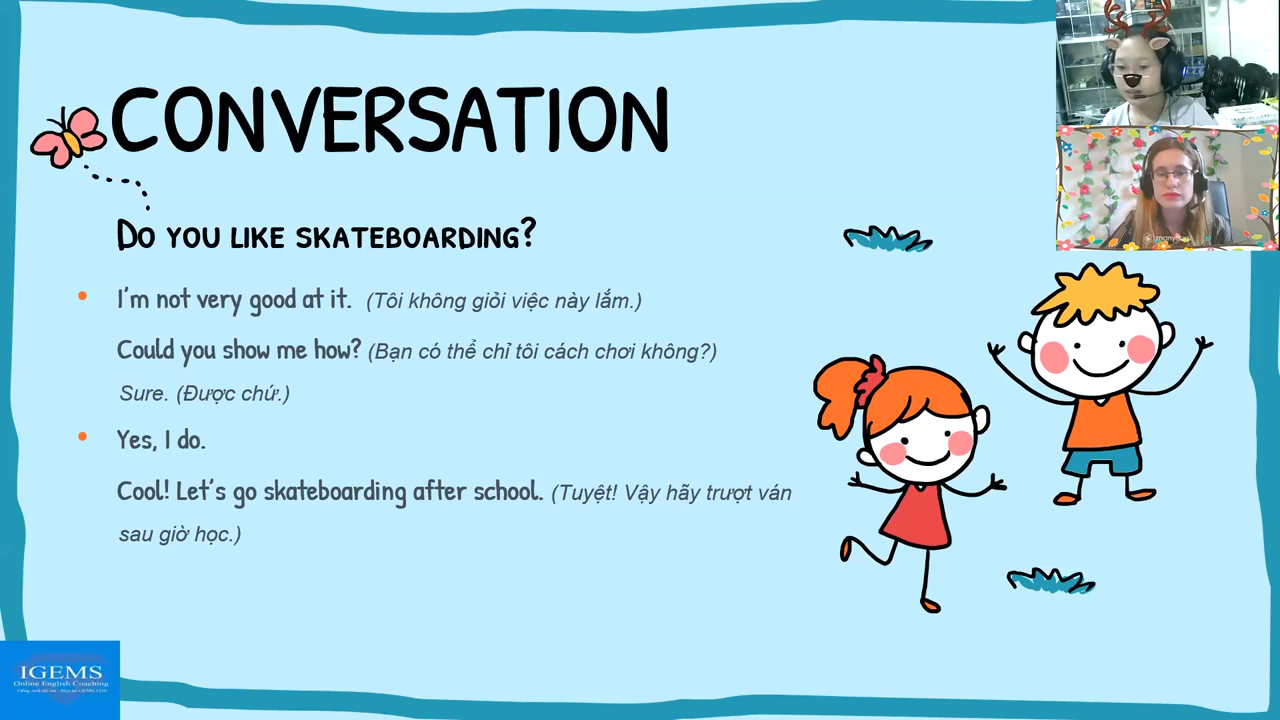 CONVERSATION
DO YOU LIKE SKATEBOARDING?
I'm not very good at it. (Tôi không giỏi việc này lắm.)
Could you show me how? (Bạn có thể chỉ tôi cách chơi không?)
Sure. (Được chứ.)
Yes, I do.
Cool! Let's go skateboarding after school. (Tuyệt! Vậy hãy trượt ván
sau giờ học.)
IGEMS
Online English Coaching